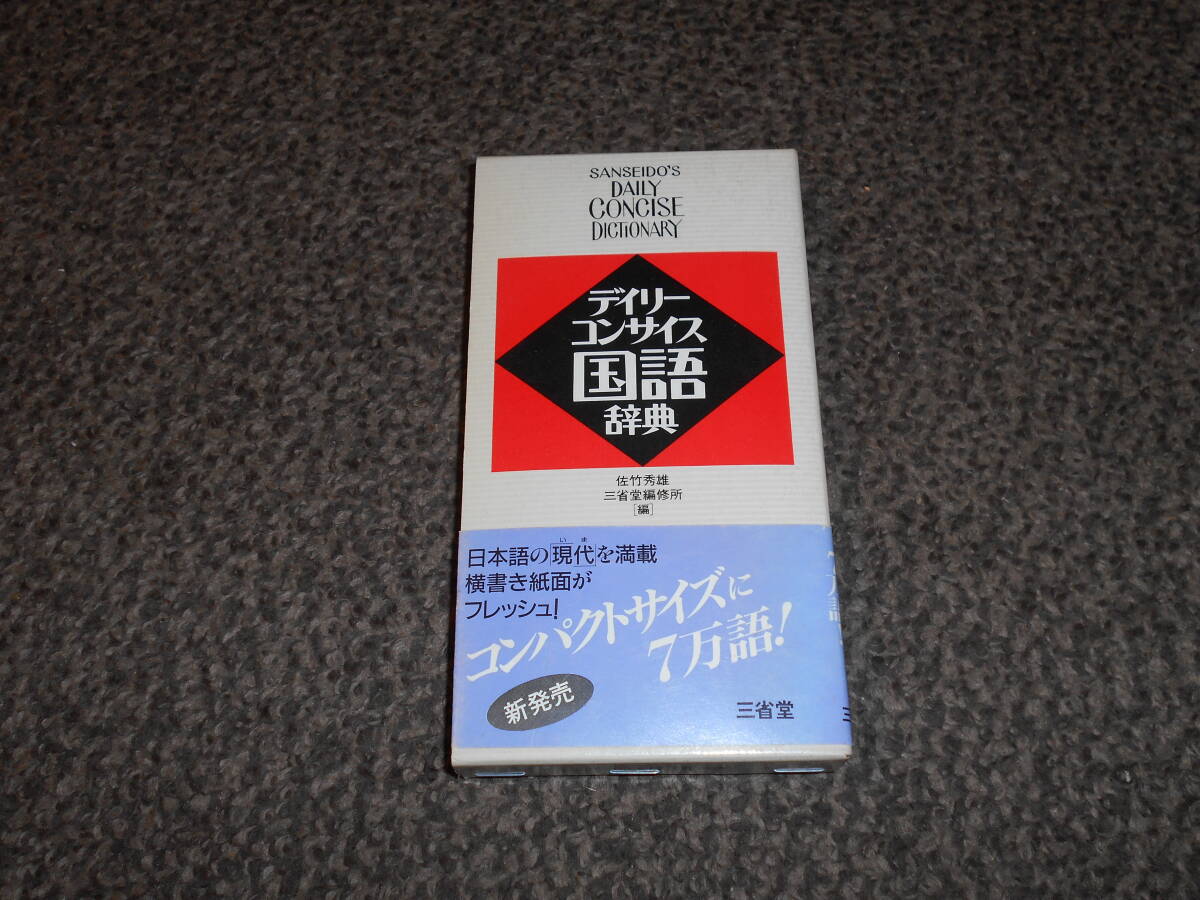 SANSEIDO'S
DAILY
CONCISE
DICTIONARY
デイリー
コンサイス
国語
辞典
佐竹秀雄
三省堂編修所
[編]
いま
日本語の「現代」を満載
横書き紙面が
フレッシュ!
コンパクトサイズに
7万語!
新発売
三省堂